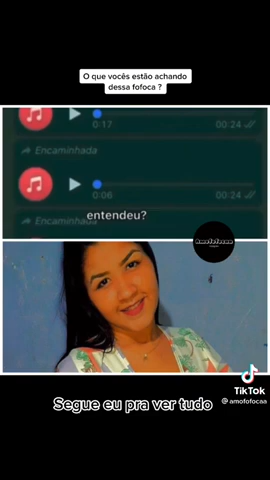 O que vocês estão achando
dessa fofoca ?
0:17
00:24
Encaminhada
0:06
00:24
entendeu?
Encaminhada
Amofofocaa
TikTok
@amofofocaa
Segue eu pra ver tudo